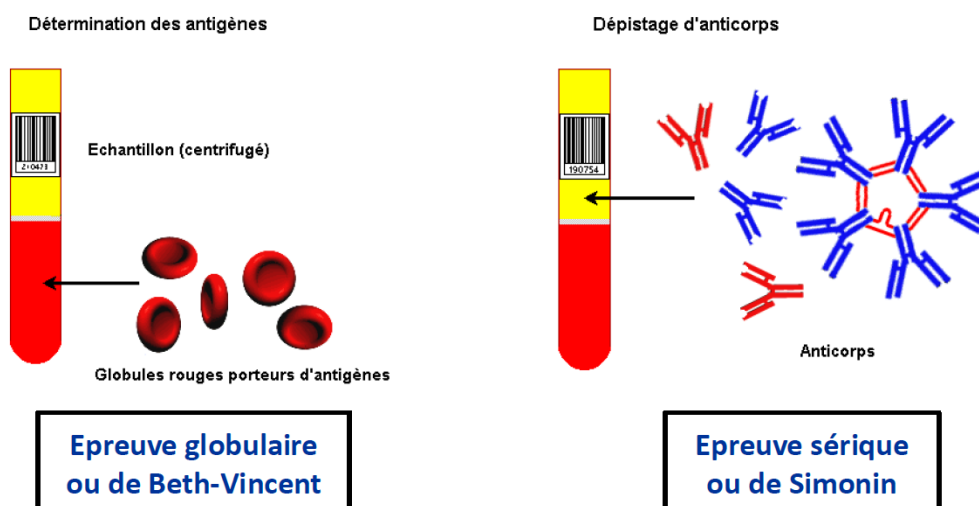 Détermination des antigènes
Dépistage d'anticorps
Echantillon (centrifugé)
190754
Globules rouges porteurs d'antigènes
Anticorps
Epreuve globulaire
ou de Beth-Vincent
Epreuve sérique
ou de Simonin